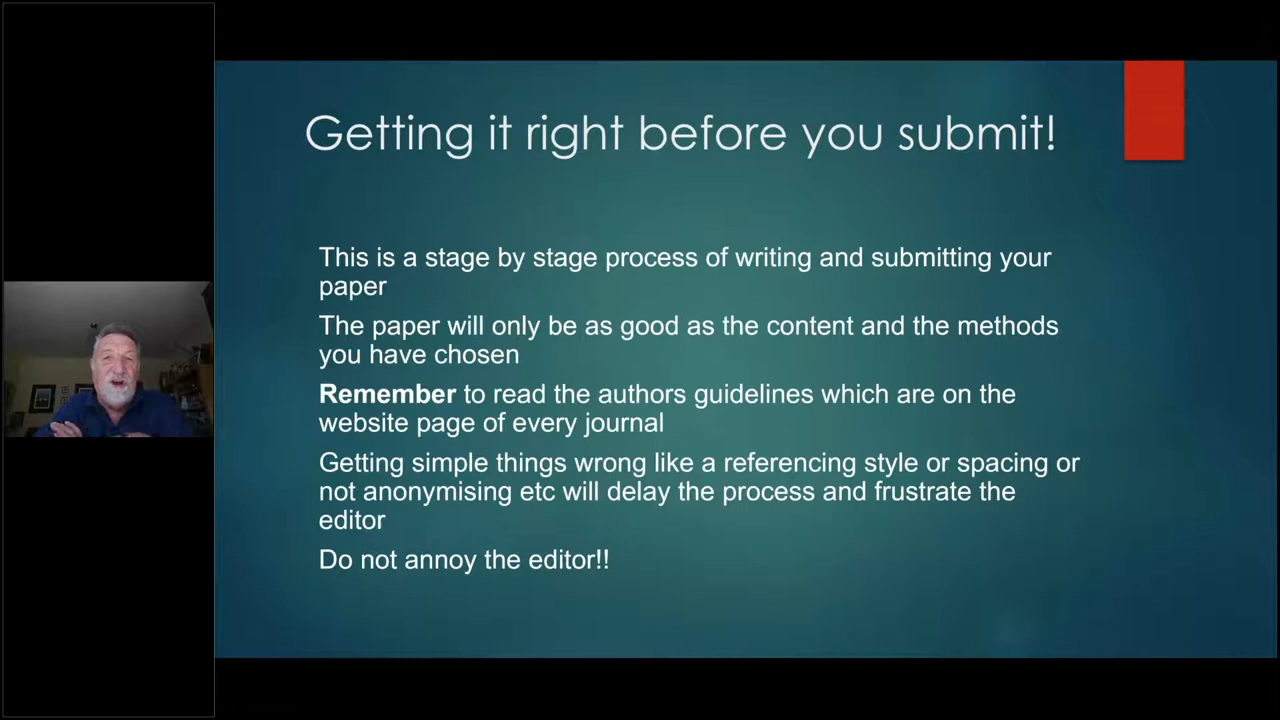 Getting it right before you submit!
This is a stage by stage process of writing and submitting your
paper
The paper will only be as good as the content and the methods
you have chosen
Remember to read the authors guidelines which are on the
website page of every journal
Getting simple things wrong like a referencing style or spacing or
not anonymising etc will delay the process and frustrate the
editor
Do not annoy the editor!!